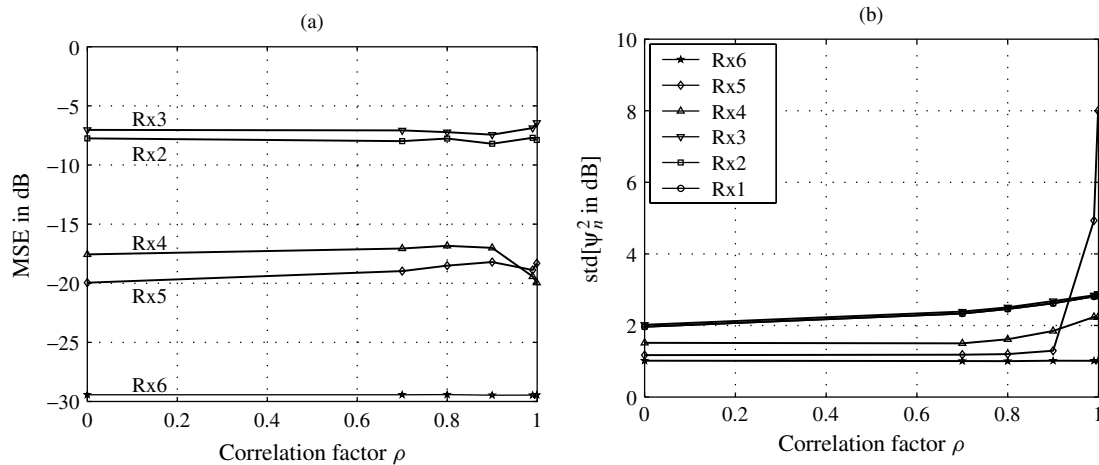 (a)
0
−5
−10
−15
−20
−25
−30
MSE in dB
Rx3
Rx2
Rx4
Rx5
Rx6
0 0.2 0.4 0.6 0.8 1
Correlation factor ρ
(b)
10
8
6
4
2
0
std[ψ²ₙ in dB]
Rx6
Rx5
Rx4
Rx3
Rx2
Rx1
0 0.2 0.4 0.6 0.8 1
Correlation factor ρ